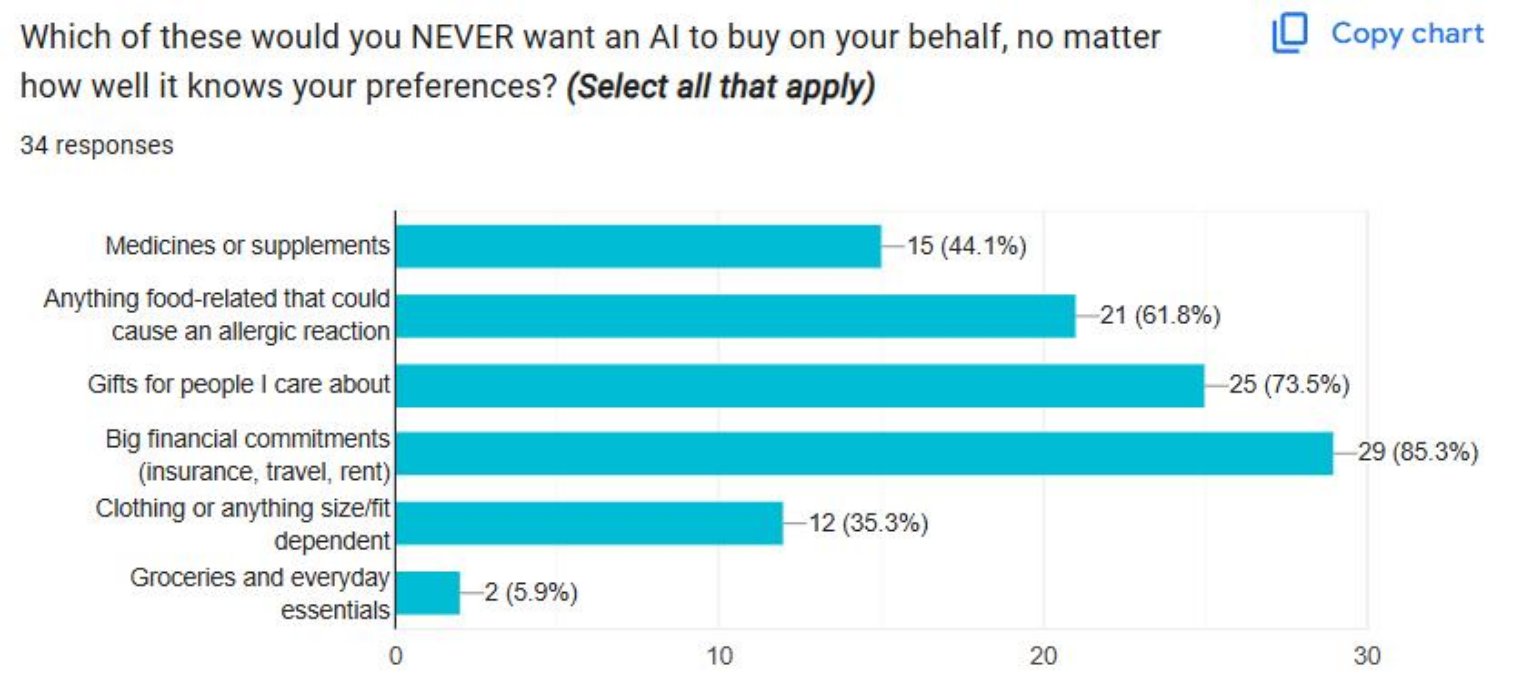 Which of these would you NEVER want an AI to buy on your behalf, no matter
how well it knows your preferences? (Select all that apply)
Copy chart
34 responses
Medicines or supplements
15 (44.1%)
Anything food-related that could
cause an allergic reaction
21 (61.8%)
Gifts for people I care about
25 (73.5%)
Big financial commitments
(insurance, travel, rent)
29 (85.3%)
Clothing or anything size/fit
dependent
12 (35.3%)
Groceries and everyday
essentials
2 (5.9%)
0
10
20
30